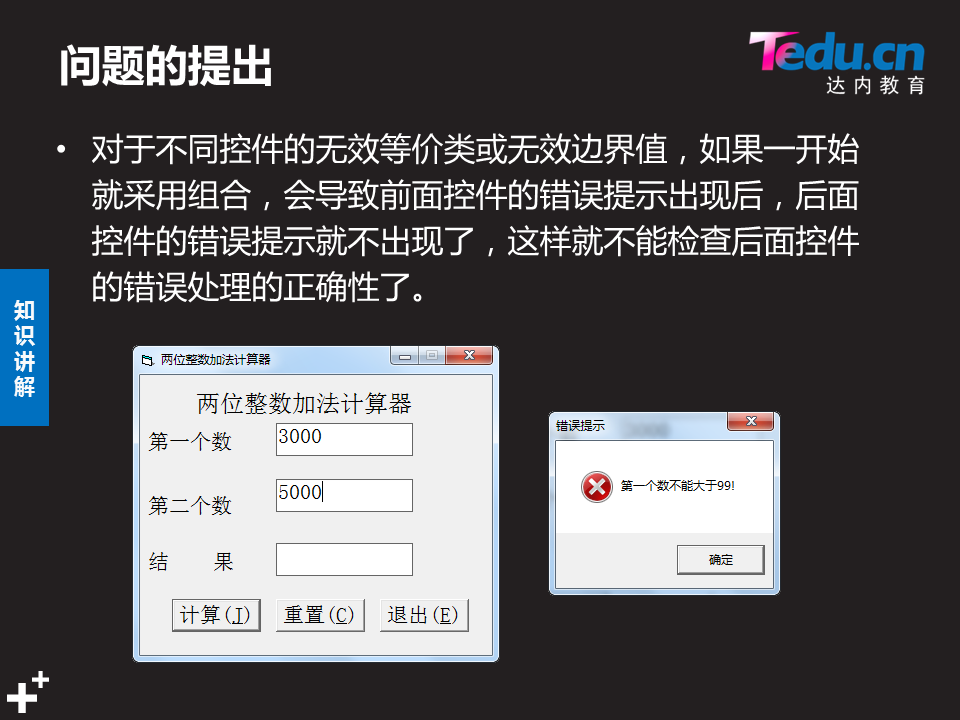 问题的提出
Tedu.cn
达内教育
• 对于不同控件的无效等价类或无效边界值，如果一开始
就采用组合，会导致前面控件的错误提示出现后，后面
控件的错误提示就不出现了，这样就不能检查后面控件
的错误处理的正确性了。
知识讲解
两位整数加法计算器
两位整数加法计算器
第一个数 3000
第二个数 5000
结 果
计算(J) 重置(C) 退出(E)
错误提示
第一个数不能大于99!
确定